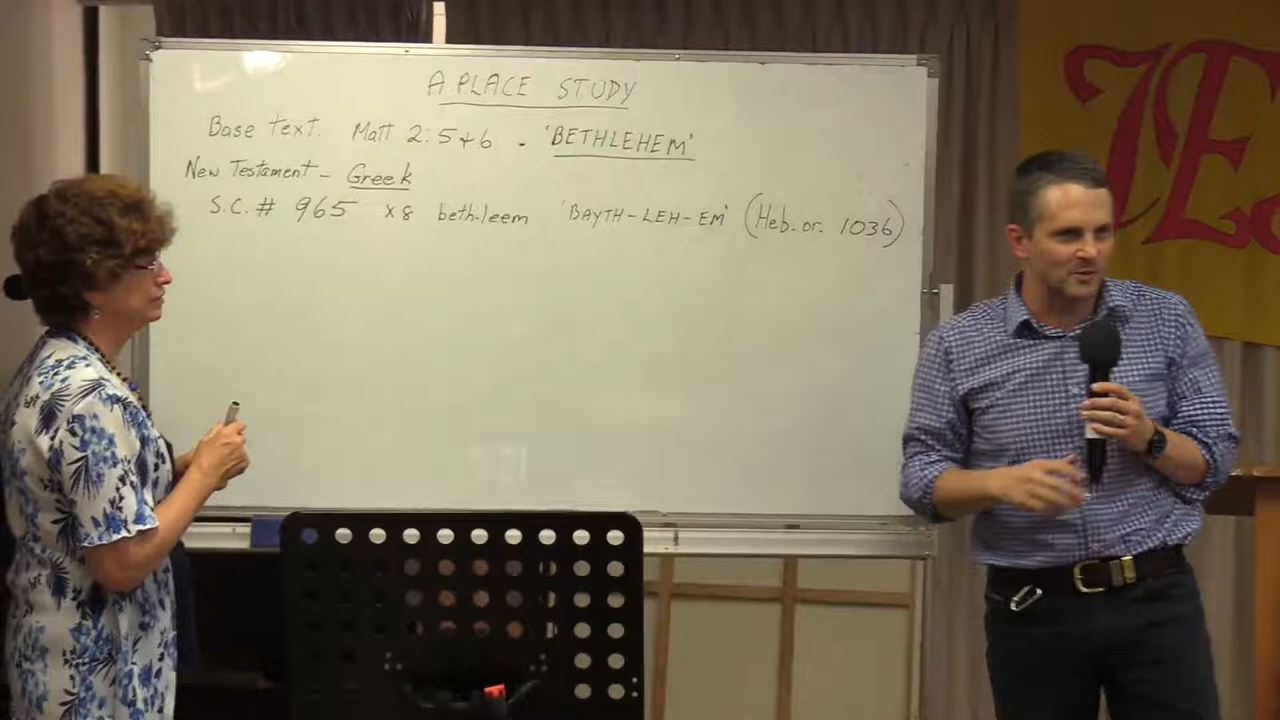 A PLACE STUDY
Base text. Matt 2:5+6 - 'BETHLEHEM'
New Testament - Greek
S.C. # 965 x8 beth-leem 'BAYTH-LEH-EM' (Heb. or. 1036)